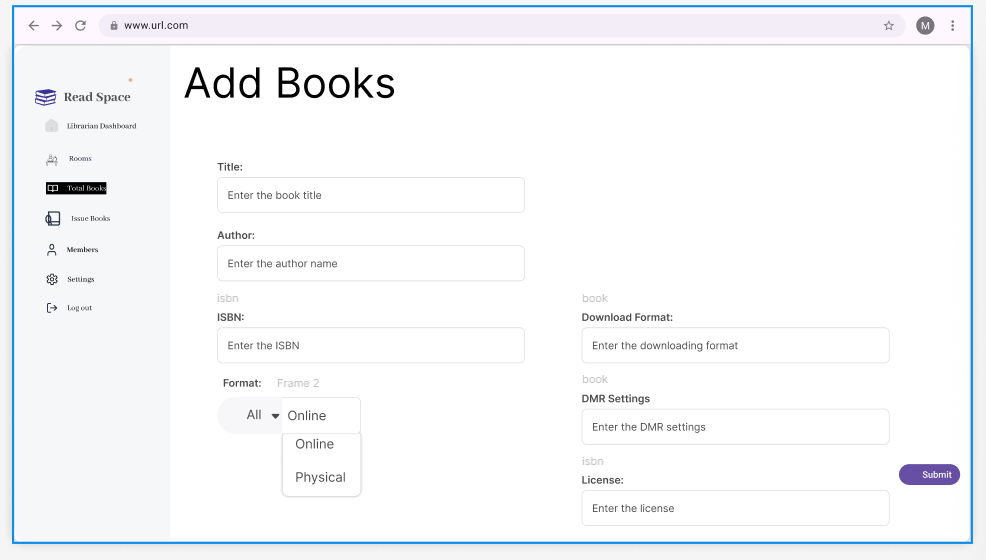 www.url.com
M
Read Space
Librarian Dashboard
Rooms
Total Books
Issue Books
Members
Settings
Log out
Add Books
Title:
Enter the book title
Author:
Enter the author name
isbn
ISBN:
Enter the ISBN
Format: Frame 2
All Online
Online
Physical
book
Download Format:
Enter the downloading format
book
DMR Settings
Enter the DMR settings
isbn
License:
Enter the license
Submit